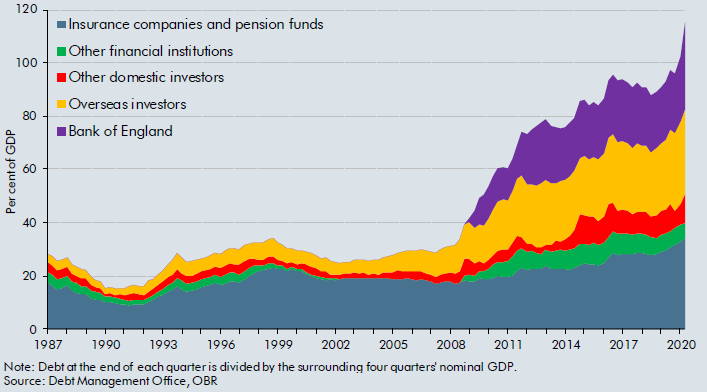 120
100
80
60
40
20
0
Per cent of GDP
Insurance companies and pension funds
Other financial institutions
Other domestic investors
Overseas investors
Bank of England
1987 1990 1993 1996 1999 2002 2005 2008 2011 2014 2017 2020
Note: Debt at the end of each quarter is divided by the surrounding four quarters' nominal GDP.
Source: Debt Management Office, OBR